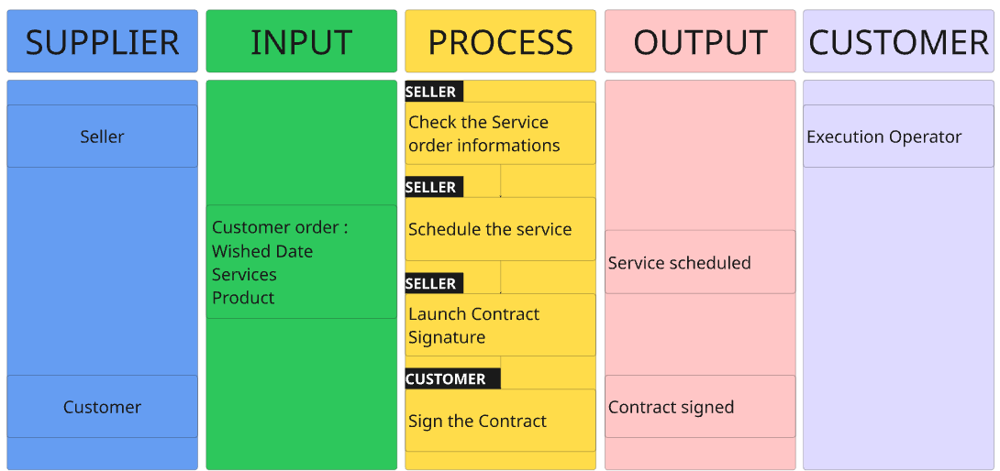 SUPPLIER
INPUT
PROCESS
OUTPUT
CUSTOMER
Seller
Customer
Customer order :
Wished Date
Services
Product
SELLER
Check the Service
order informations
SELLER
Schedule the service
SELLER
Launch Contract
Signature
CUSTOMER
Sign the Contract
Service scheduled
Contract signed
Execution Operator